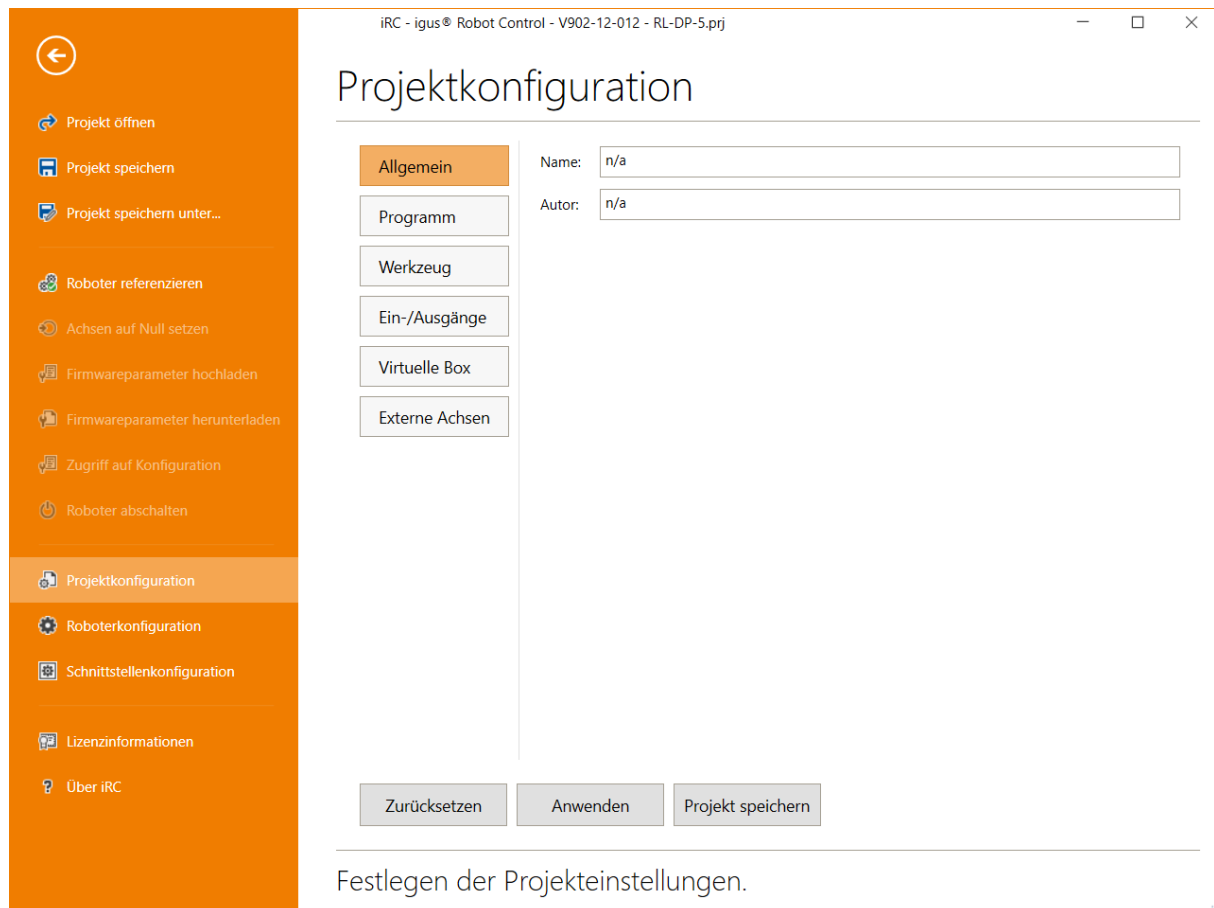 iRC - igus® Robot Control - V902-12-012 - RL-DP-5.prj
Projekt öffnen
Projekt speichern
Projekt speichern unter...
Roboter referenzieren
Achsen auf Null setzen
Firmwareparameter hochladen
Firmwareparameter herunterladen
Zugriff auf Konfiguration
Roboter abschalten
Projektkonfiguration
Roboterkonfiguration
Schnittstellenkonfiguration
Lizenzinformationen
Über iRC
Projektkonfiguration
Allgemein
Programm
Werkzeug
Ein-/Ausgänge
Virtuelle Box
Externe Achsen
Name: n/a
Autor: n/a
Zurücksetzen Anwenden Projekt speichern
Festlegen der Projekteinstellungen.